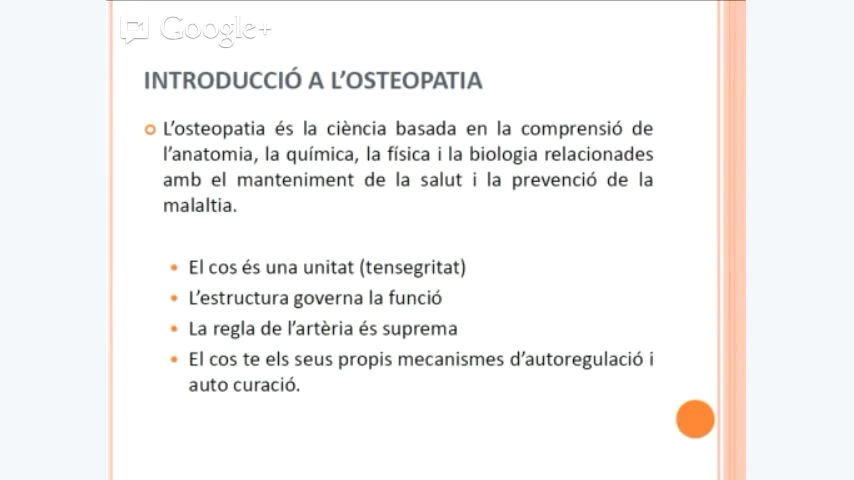 Google+
INTRODUCCIÓ A L’OSTEOPATIA
L’osteopatia és la ciència basada en la comprensió de
l’anatomia, la química, la física i la biologia relacionades
amb el manteniment de la salut i la prevenció de la
malaltia.
El cos és una unitat (tensegritat)
L’estructura governa la funció
La regla de l’artèria és suprema
El cos te els seus propis mecanismes d’autoregulació i
auto curació.